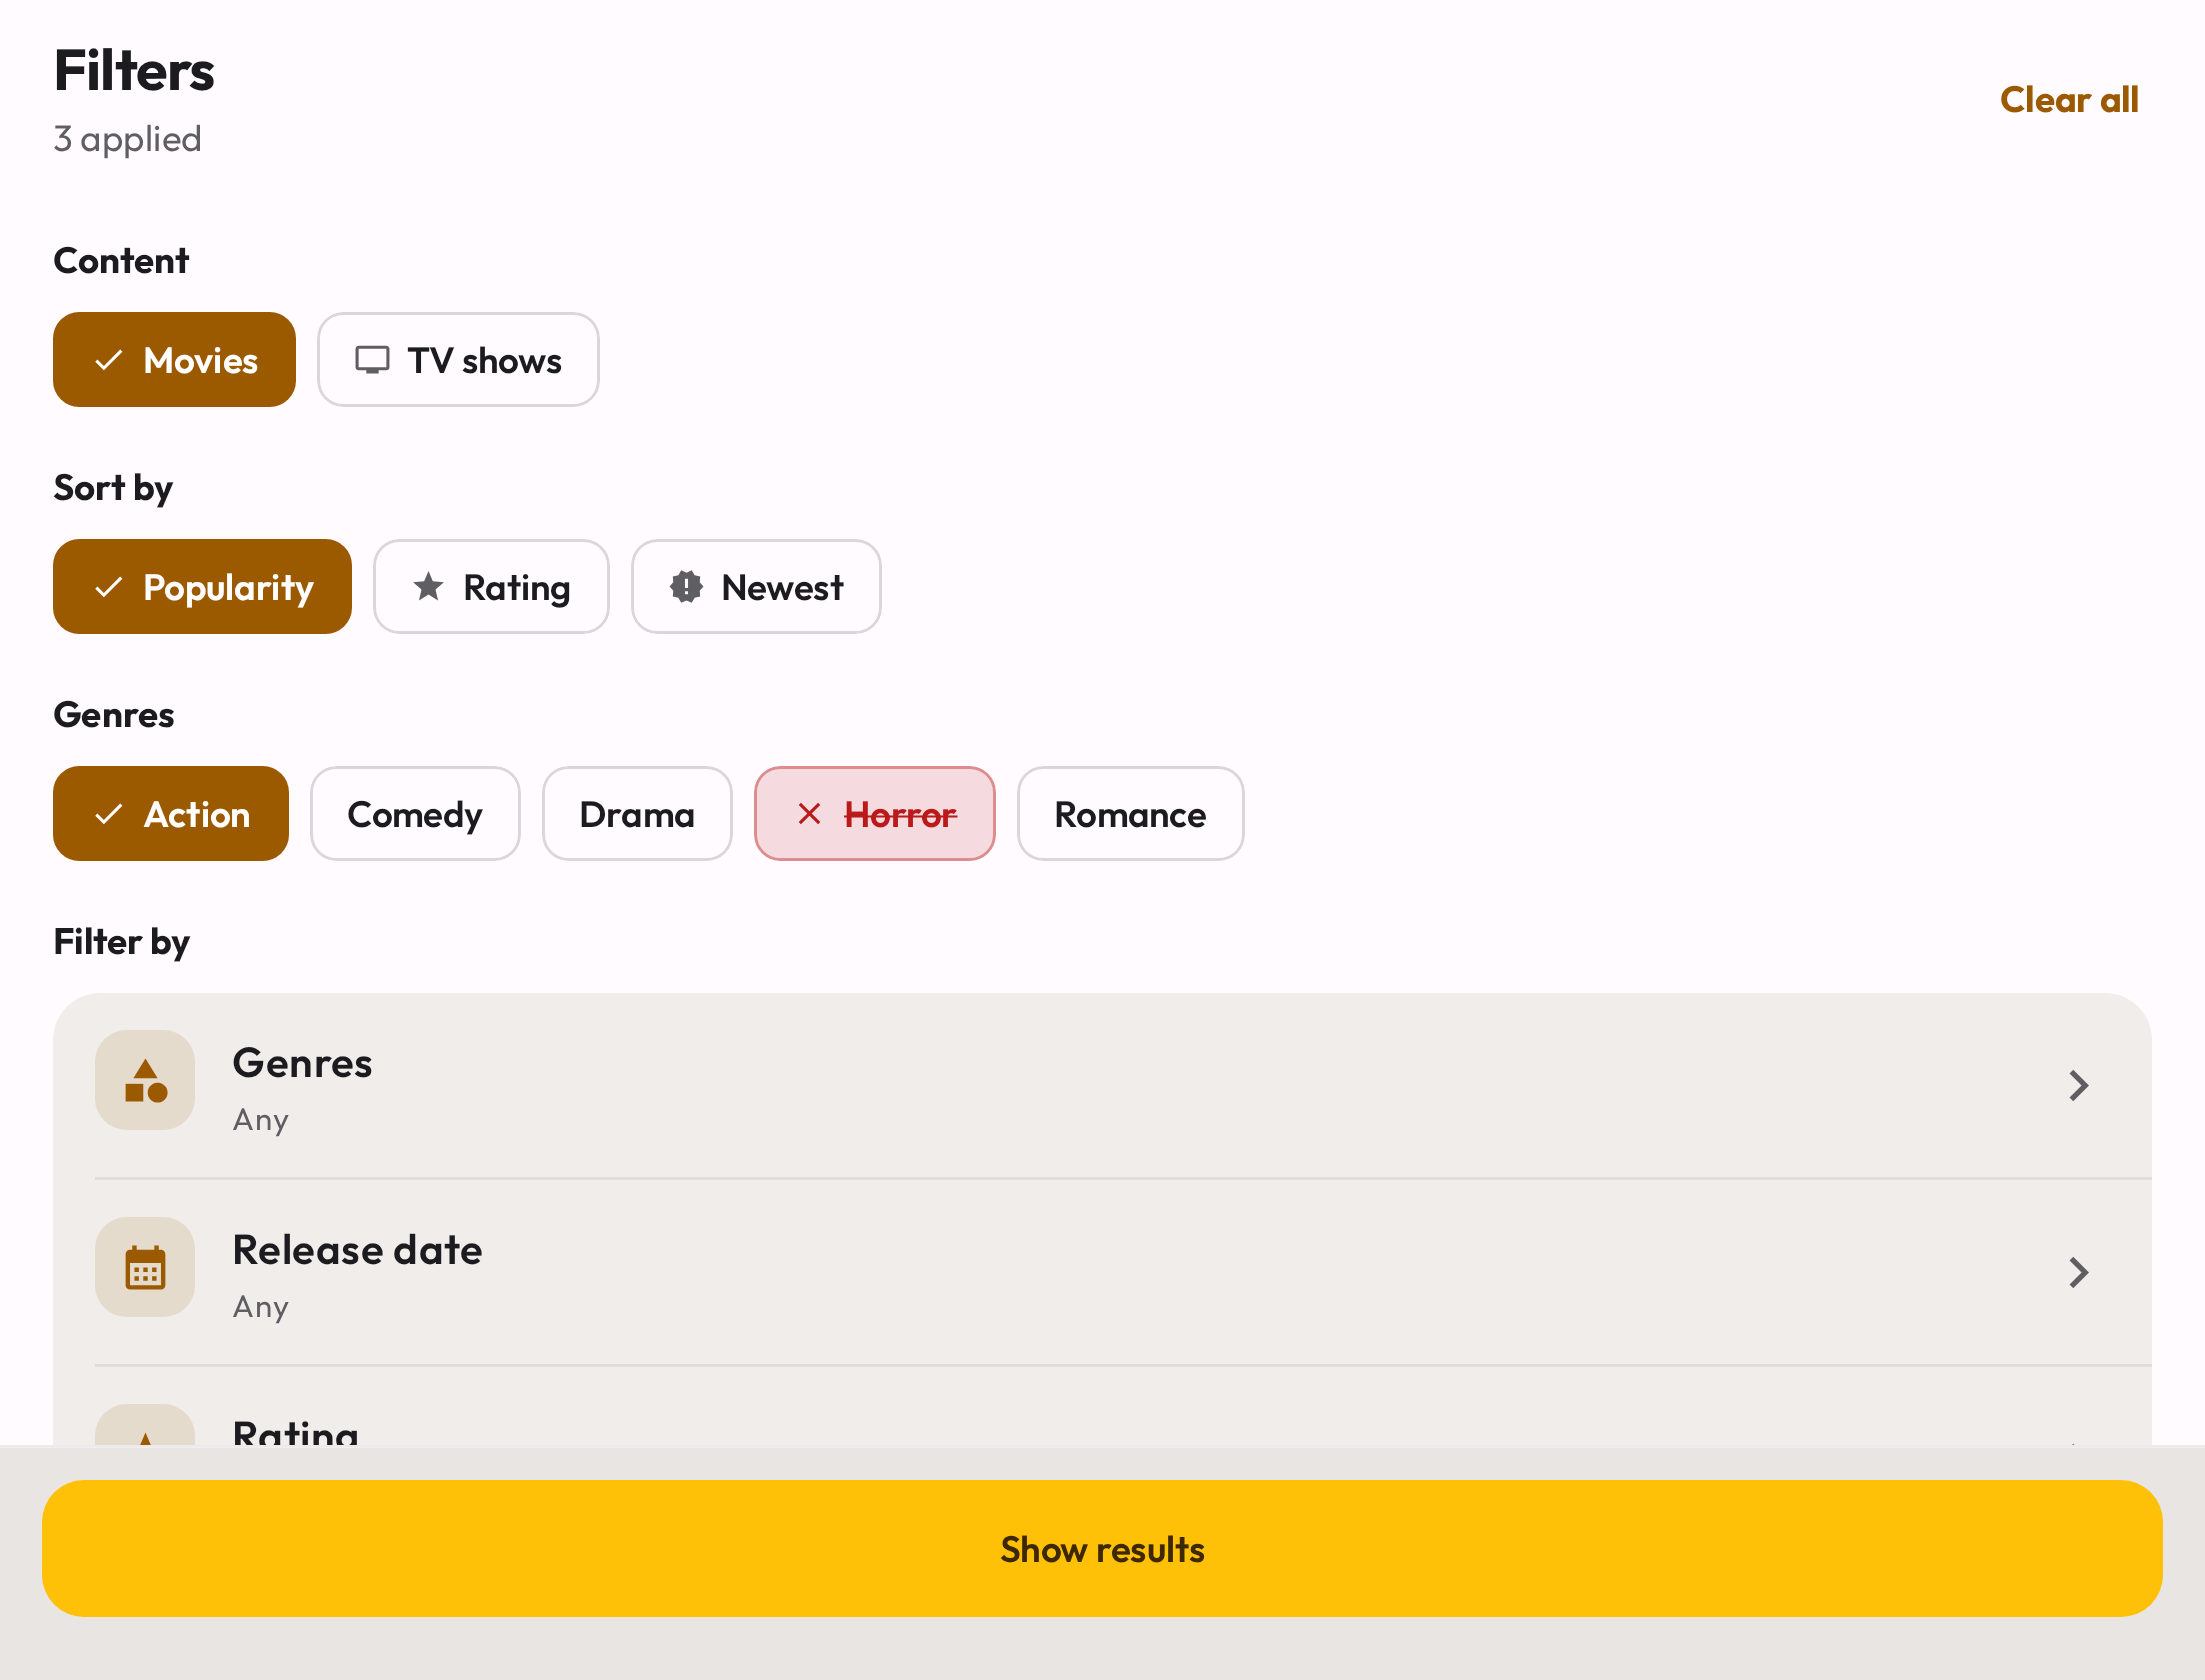 Filters
3 applied
Clear all
Content
Movies
TV shows
Sort by
Popularity
Rating
Newest
Genres
Action
Comedy
Drama
Horror
Romance
Filter by
Genres
Any
Release date
Any
Rating
Show results